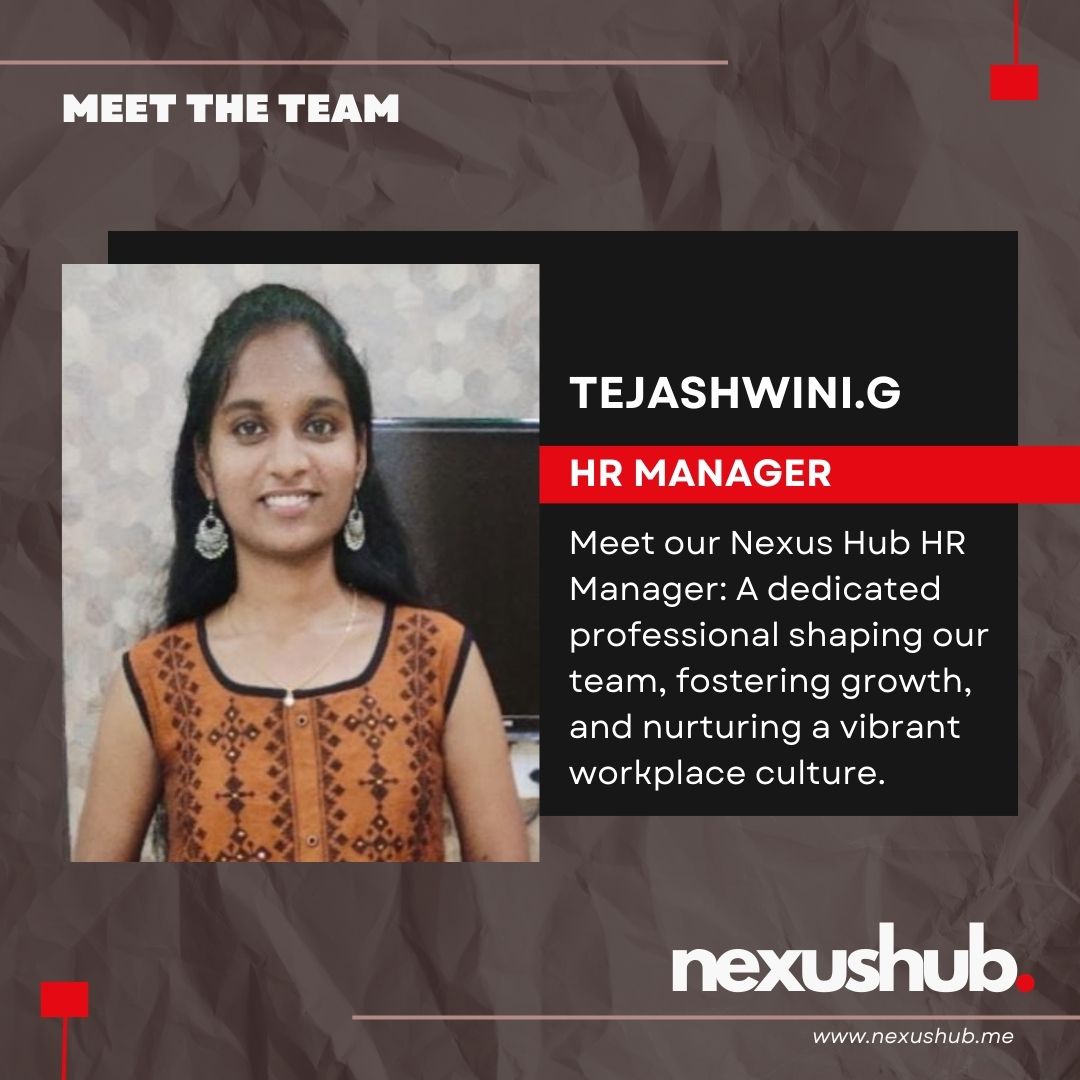 MEET THE TEAM
TEJASHWINI.G
HR MANAGER
Meet our Nexus Hub HR
Manager: A dedicated
professional shaping our
team, fostering growth,
and nurturing a vibrant
workplace culture.
nexushub.
www.nexushub.me